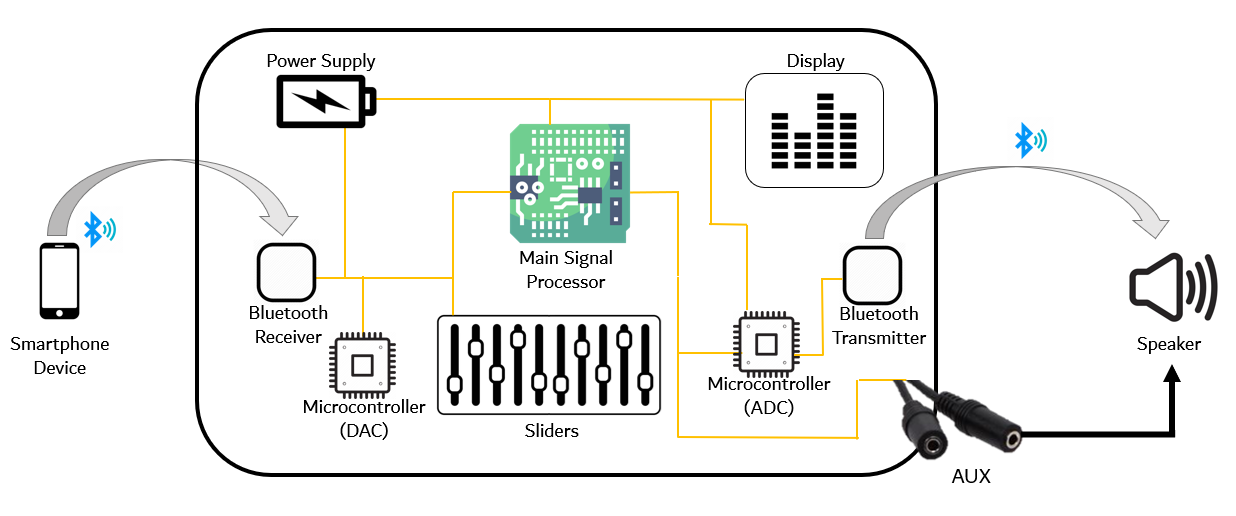 Power Supply
Display
Main Signal
Processor
Bluetooth
Receiver
Bluetooth
Transmitter
Smartphone
Device
Speaker
Microcontroller
(DAC)
Sliders
Microcontroller
(ADC)
AUX